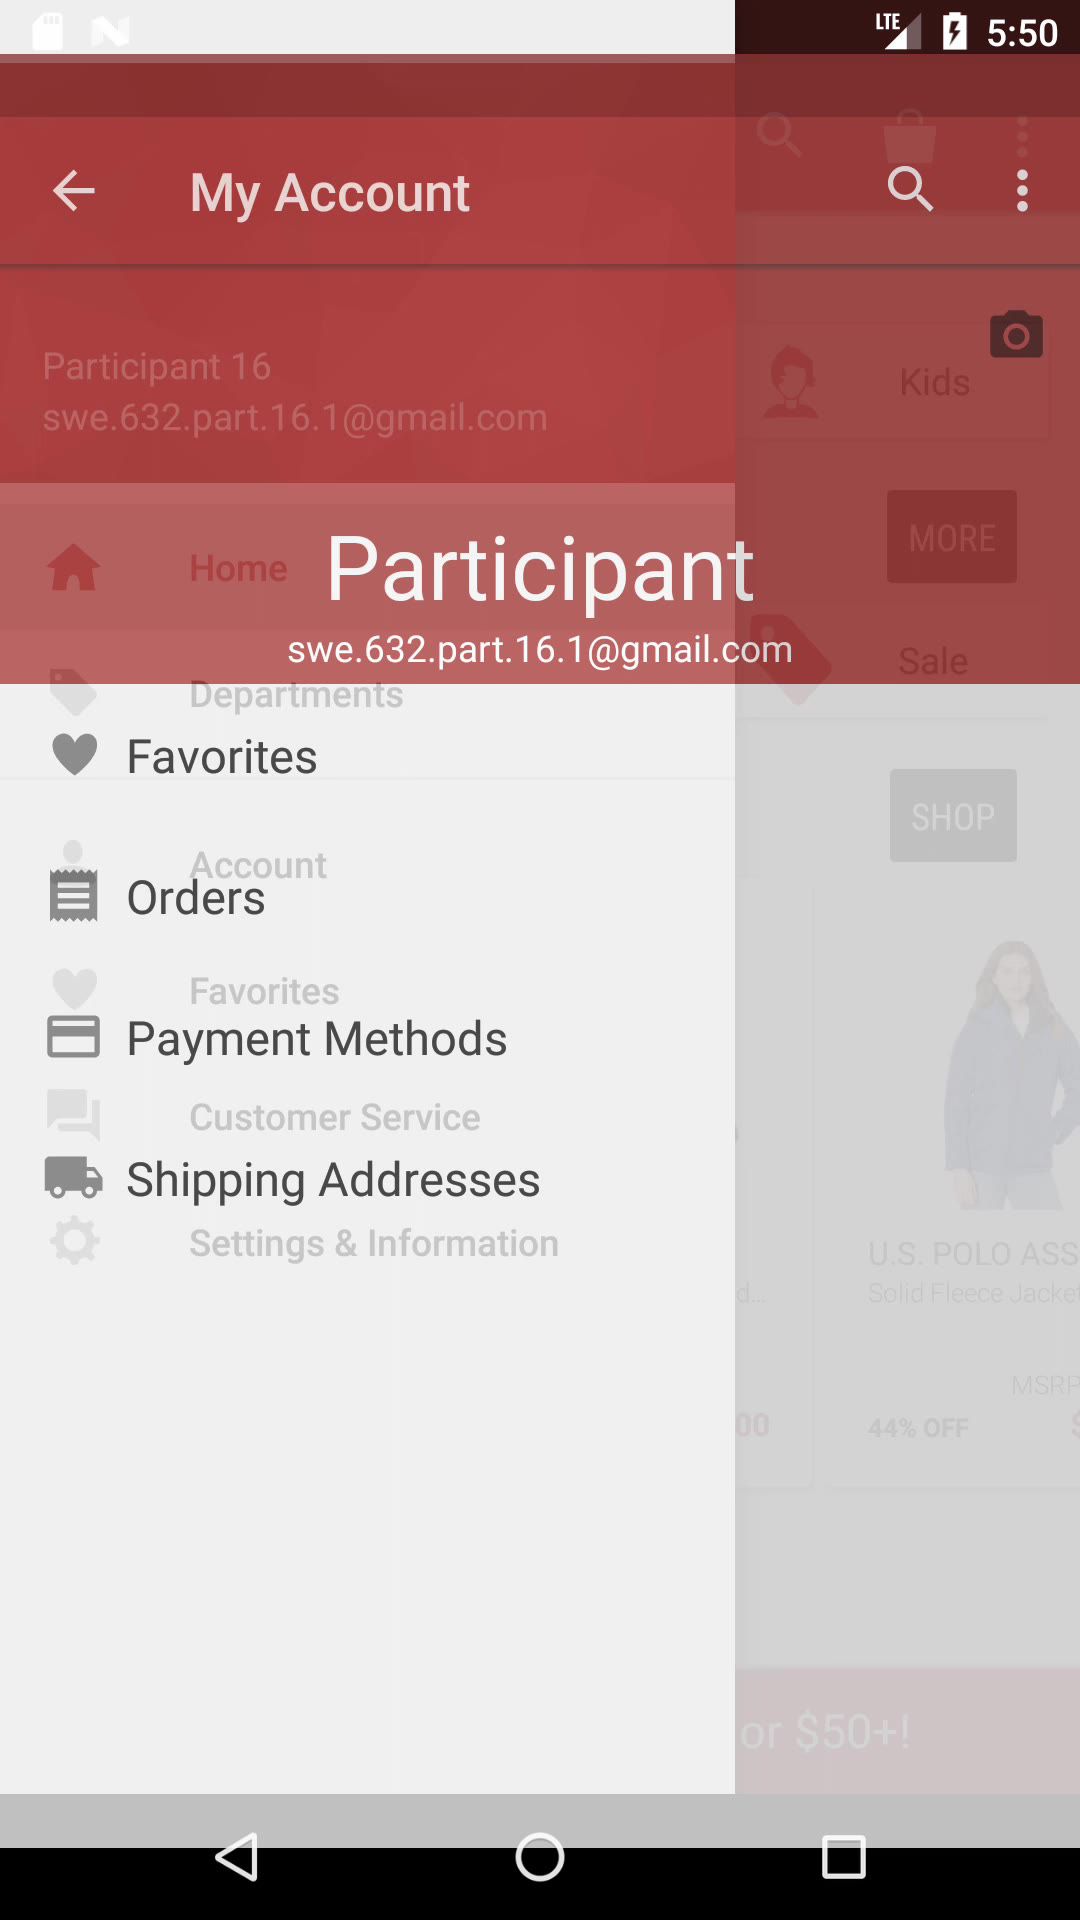 LTE 5:50
My Account
Participant 16
swe.632.part.16.1@gmail.com
Kids
MORE
Home
Participant
swe.632.part.16.1@gmail.com
Sale
Departments
Favorites
SHOP
Account
Orders
Favorites
Payment Methods
Customer Service
Shipping Addresses
Settings & Information
U.S. POLO ASS
d... Solid Fleece Jacket
MSRP
00 44% OFF $
or $50+!